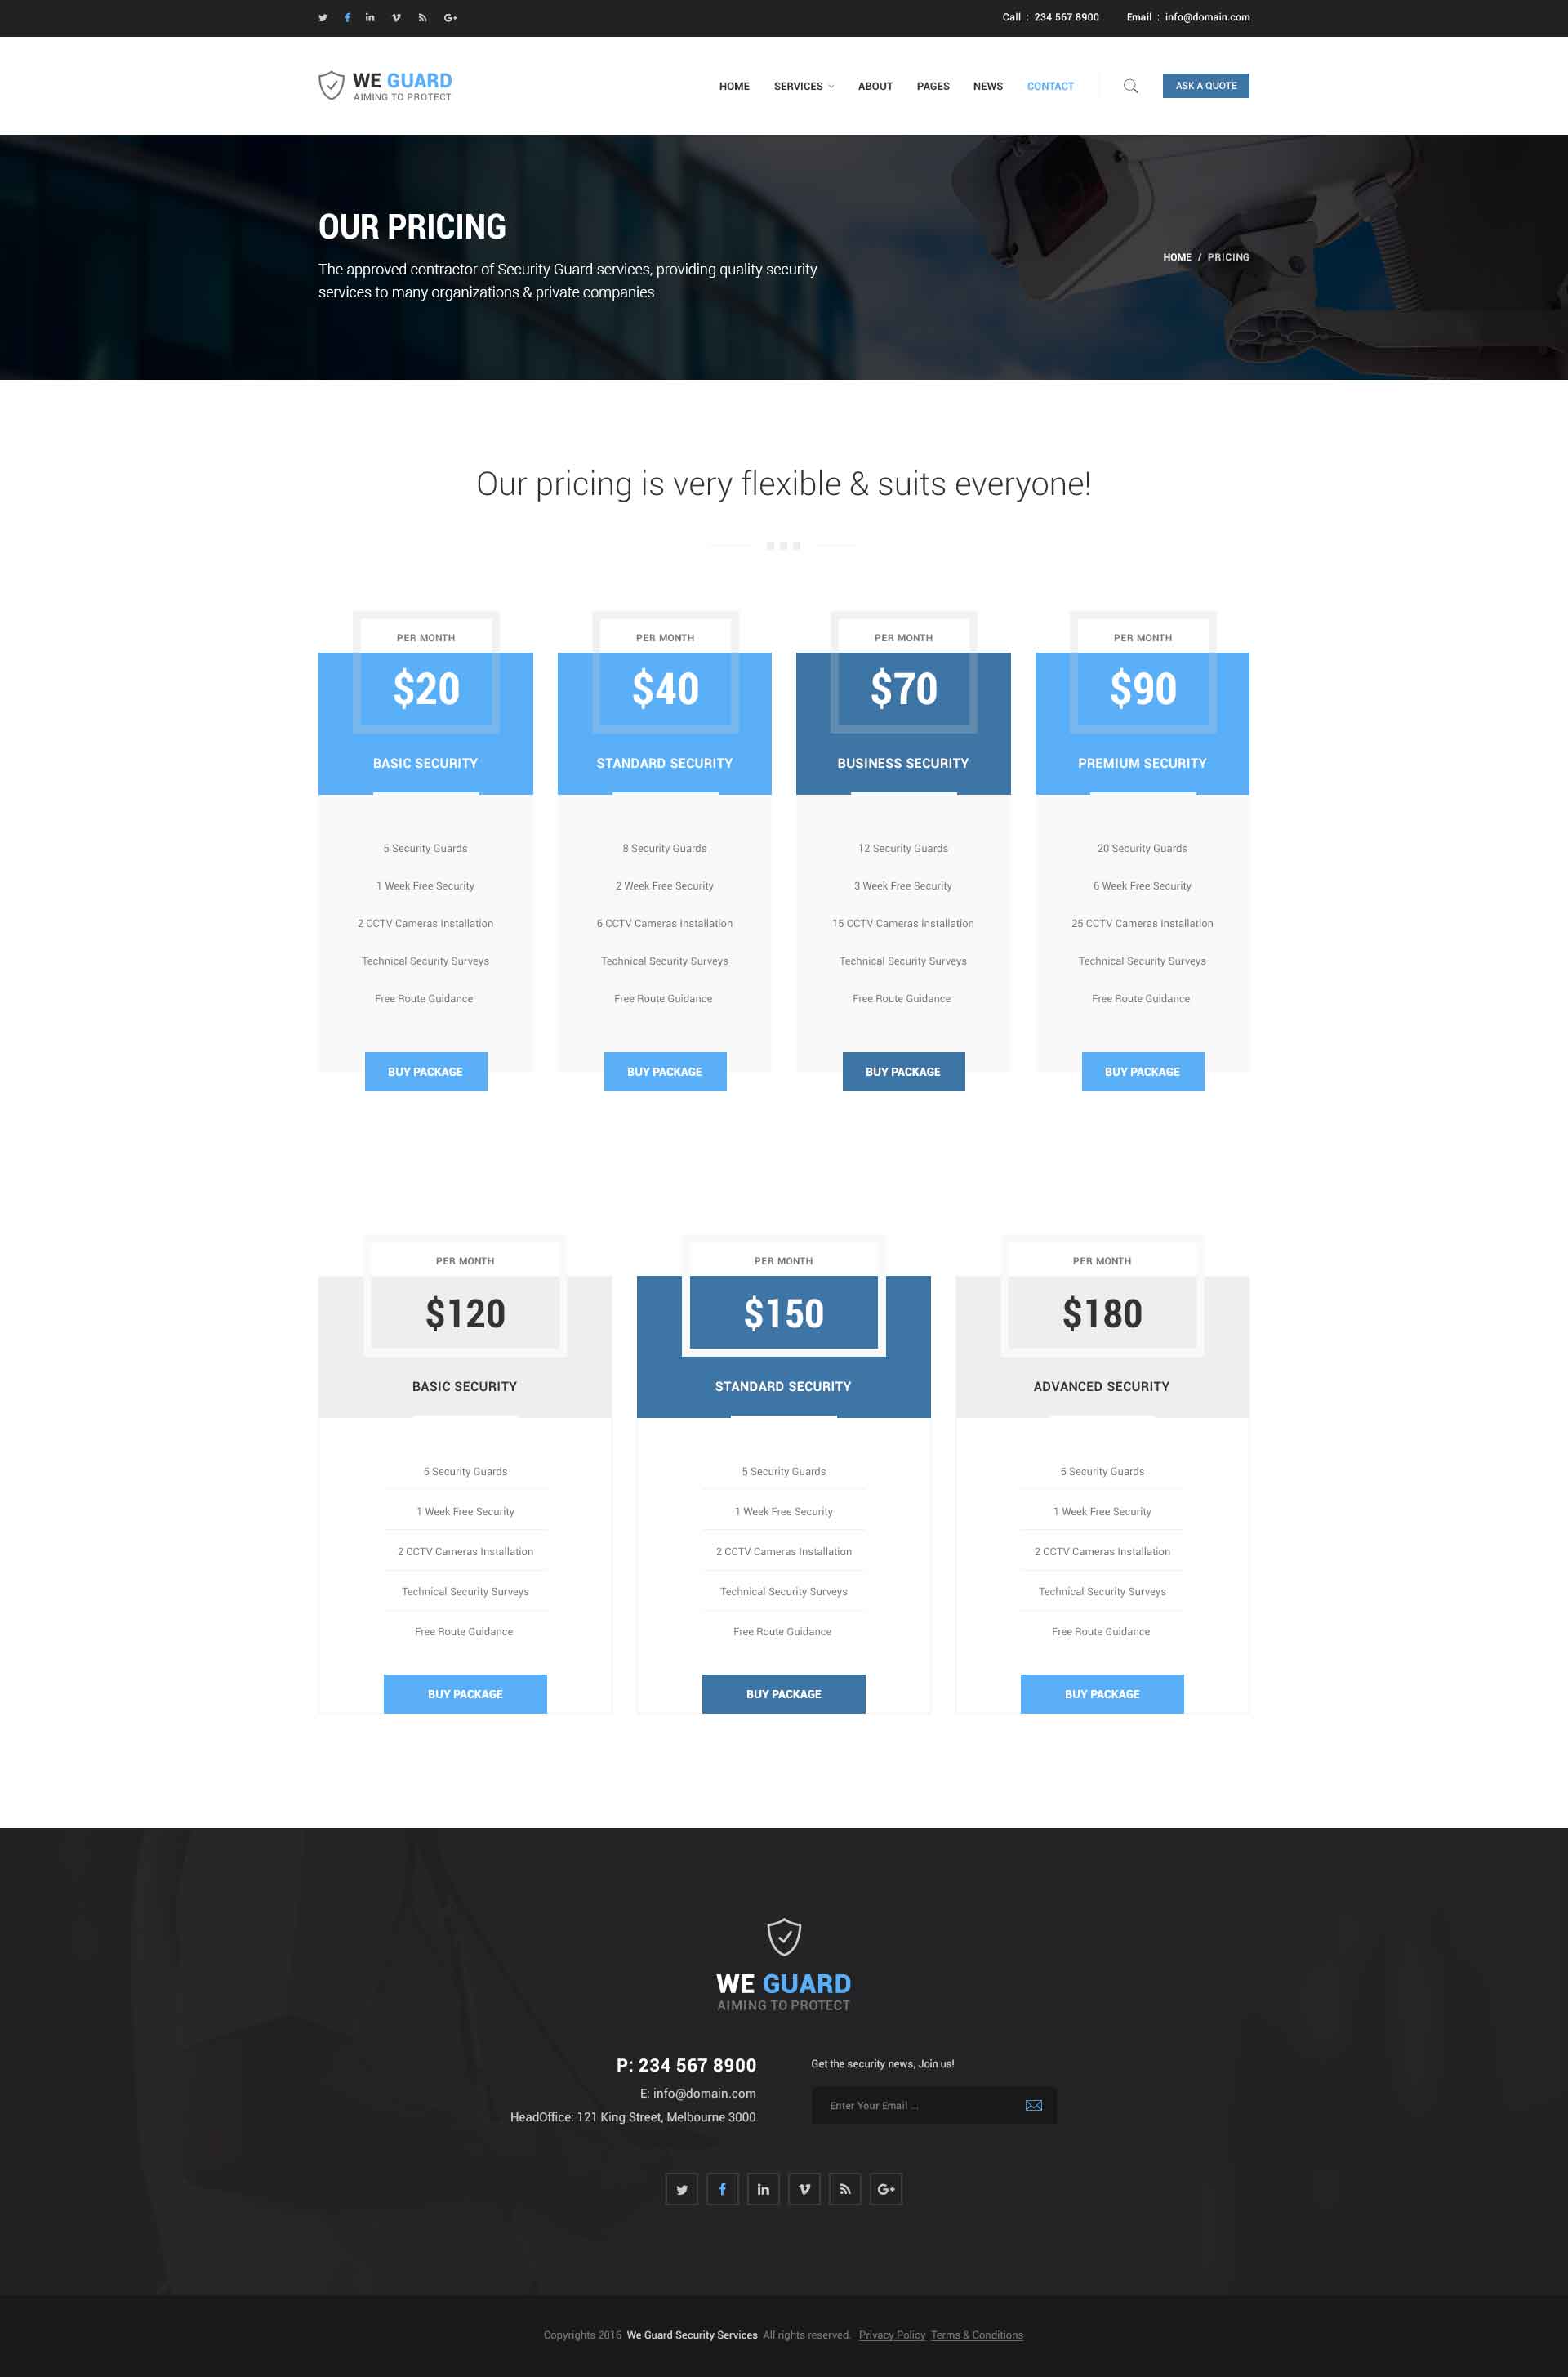 Call : 234 567 8900 Email : info@domain.com
WE GUARD
AIMING TO PROTECT
HOME SERVICES ABOUT PAGES NEWS CONTACT ASK A QUOTE
OUR PRICING
The approved contractor of Security Guard services, providing quality security
services to many organizations & private companies
HOME / PRICING
Our pricing is very flexible & suits everyone!
PER MONTH
$20
BASIC SECURITY
5 Security Guards
1 Week Free Security
2 CCTV Cameras Installation
Technical Security Surveys
Free Route Guidance
BUY PACKAGE
PER MONTH
$40
STANDARD SECURITY
8 Security Guards
2 Week Free Security
6 CCTV Cameras Installation
Technical Security Surveys
Free Route Guidance
BUY PACKAGE
PER MONTH
$70
BUSINESS SECURITY
12 Security Guards
3 Week Free Security
15 CCTV Cameras Installation
Technical Security Surveys
Free Route Guidance
BUY PACKAGE
PER MONTH
$90
PREMIUM SECURITY
20 Security Guards
6 Week Free Security
25 CCTV Cameras Installation
Technical Security Surveys
Free Route Guidance
BUY PACKAGE
PER MONTH
$120
BASIC SECURITY
5 Security Guards
1 Week Free Security
2 CCTV Cameras Installation
Technical Security Surveys
Free Route Guidance
BUY PACKAGE
PER MONTH
$150
STANDARD SECURITY
5 Security Guards
1 Week Free Security
2 CCTV Cameras Installation
Technical Security Surveys
Free Route Guidance
BUY PACKAGE
PER MONTH
$180
ADVANCED SECURITY
5 Security Guards
1 Week Free Security
2 CCTV Cameras Installation
Technical Security Surveys
Free Route Guidance
BUY PACKAGE
WE GUARD
AIMING TO PROTECT
P: 234 567 8900
E: info@domain.com
HeadOffice: 121 King Street, Melbourne 3000
Get the security news, Join us!
Enter Your Email ...
Copyrights 2016 We Guard Security Services All rights reserved. Privacy Policy Terms & Conditions